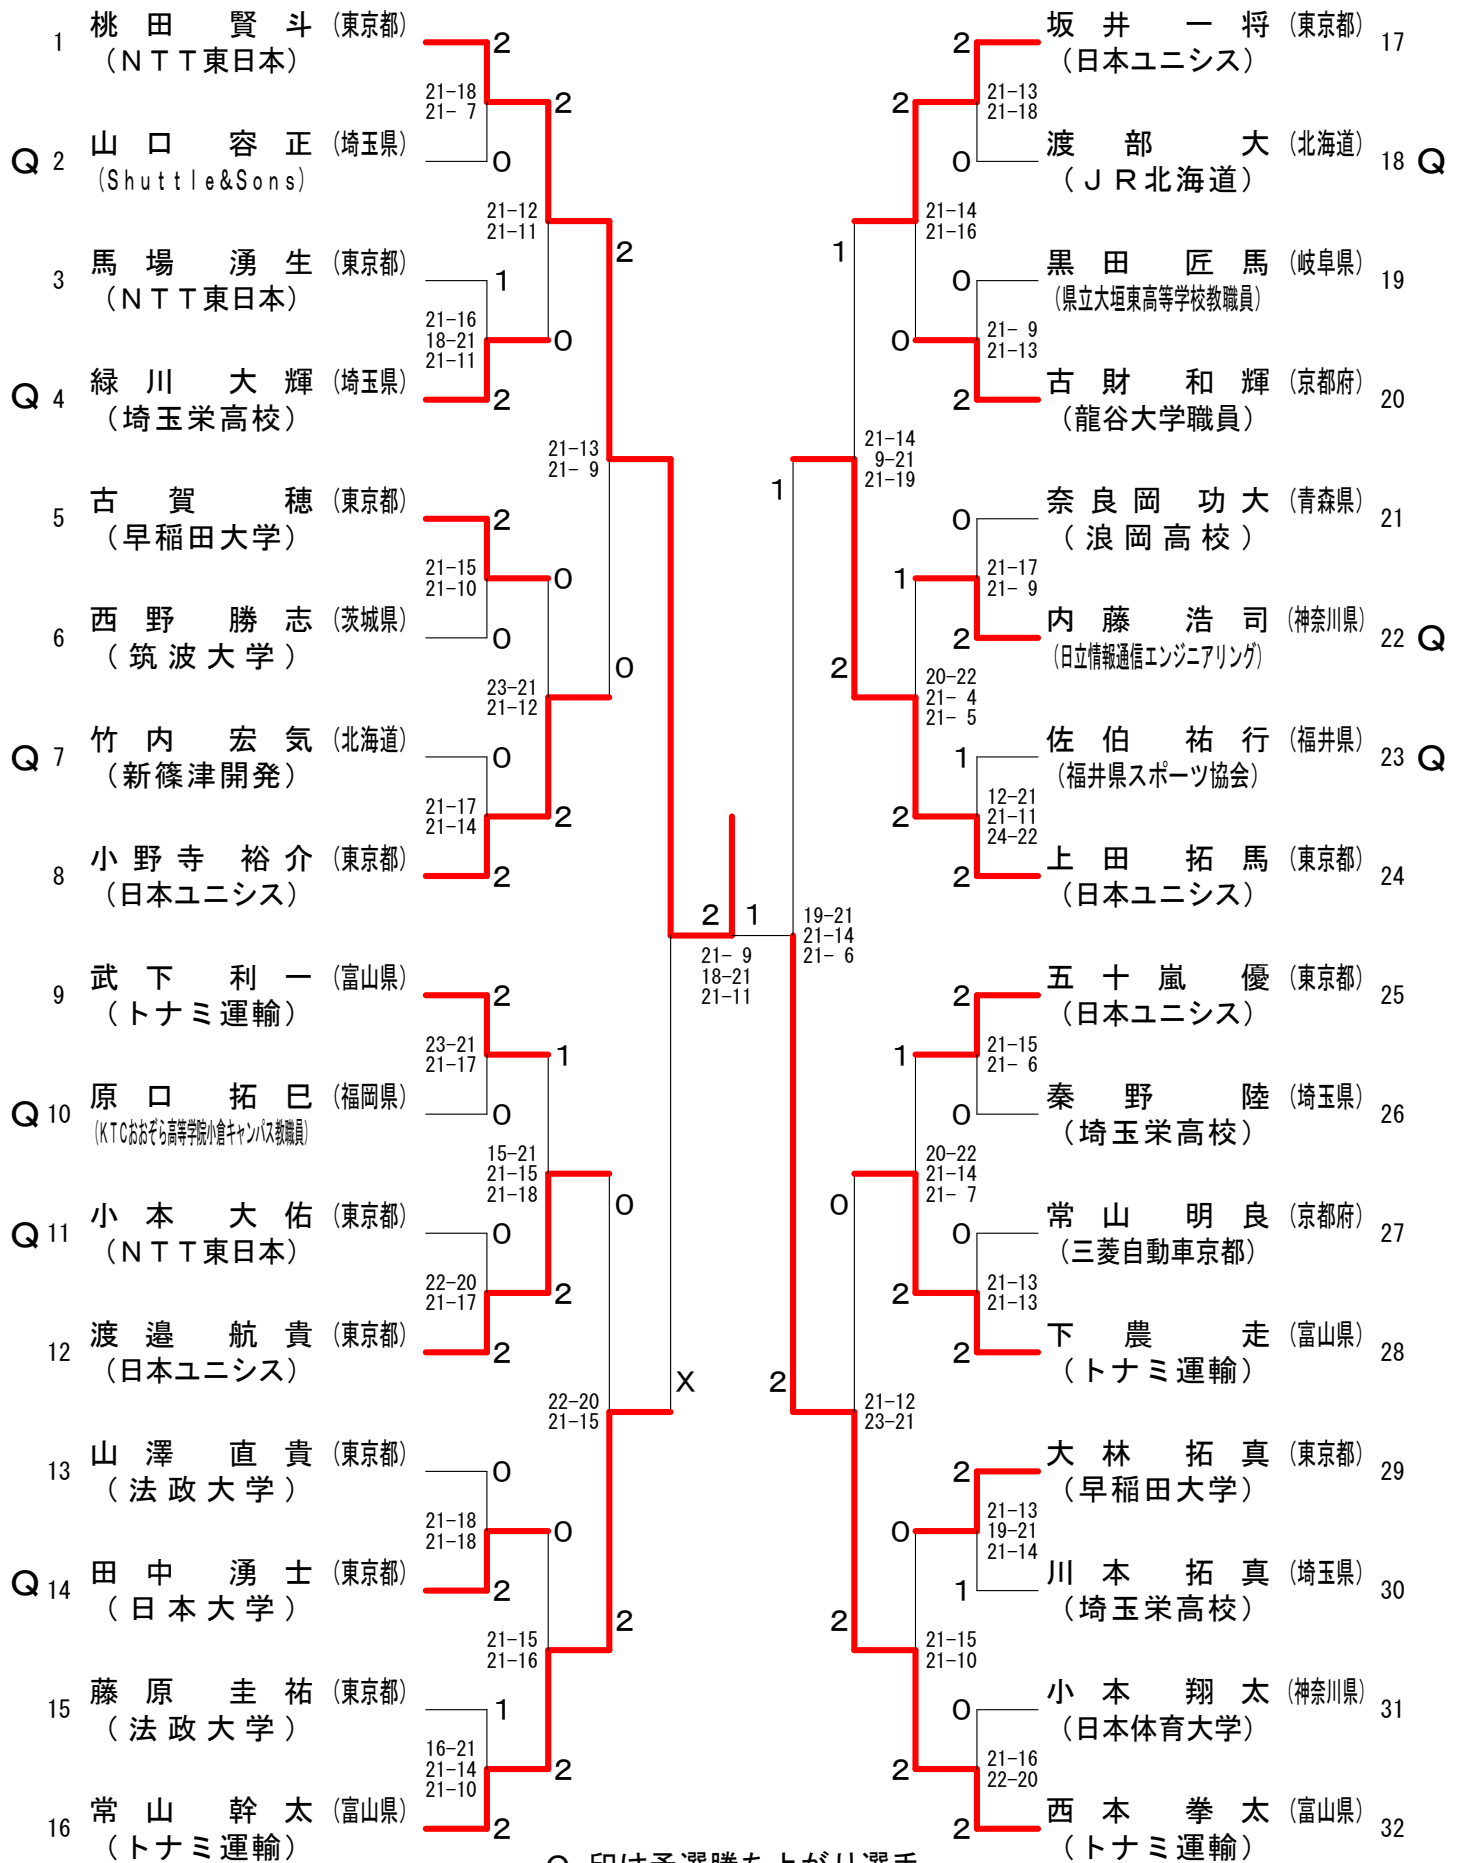 1 桃田 賢斗 (東京都)
(NTT東日本)
2
21-18
21- 7
2
Q 2 山口 容正 (埼玉県)
(Shuttle&Sons)
0
21-12
21-11
2
3 馬場 湧生 (東京都)
(NTT東日本)
1
21-16
18-21
21-11
0
Q 4 緑川 大輝 (埼玉県)
(埼玉栄高校)
2
21-13
21- 9
5 古賀 穂 (東京都)
(早稲田大学)
2
21-15
21-10
0
6 西野 勝志 (茨城県)
(筑波大学)
0
23-21
21-12
0
Q 7 竹内 宏気 (北海道)
(新篠津開発)
0
21-17
21-14
2
8 小野寺 裕介 (東京都)
(日本ユニシス)
2
2 1
21- 9
18-21
21-11
9 武下 利一 (富山県)
(トナミ運輸)
2
23-21
21-17
1
Q 10 原口 拓巳 (福岡県)
(KTCおおぞら高等学院小倉キャンパス教職員)
0
15-21
21-15
21-18
0
Q 11 小本 大佑 (東京都)
(NTT東日本)
0
22-20
21-17
2
12 渡邉 航貴 (東京都)
(日本ユニシス)
2
22-20
21-15
X
13 山澤 直貴 (東京都)
(法政大学)
0
21-18
21-18
0
Q 14 田中 湧士 (東京都)
(日本大学)
2
21-15
21-16
2
15 藤原 圭祐 (東京都)
(法政大学)
1
16-21
21-14
21-10
2
16 常山 幹太 (富山県)
(トナミ運輸)
2
2 坂井 一将 (東京都) 17
(日本ユニシス)
2
21-13
21-18
0 渡部 大 (北海道) 18 Q
(JR北海道)
1
21-14
21-16
0 黒田 匠馬 (岐阜県) 19
(県立大垣東高等学校教職員)
0
21- 9
21-13
2 古財 和輝 (京都府) 20
(龍谷大学職員)
1
21-14
9-21
21-19
0 奈良岡 功大 (青森県) 21
(浪岡高校)
1
21-17
21- 9
2 内藤 浩司 (神奈川県) 22 Q
(日立情報通信エンジニアリング)
2
20-22
21- 4
21- 5
1 佐伯 祐行 (福井県) 23 Q
(福井県スポーツ協会)
2
12-21
21-11
24-22
2 上田 拓馬 (東京都) 24
(日本ユニシス)
19-21
21-14
21- 6
2 五十嵐 優 (東京都) 25
(日本ユニシス)
1
21-15
21- 6
0 秦野 陸 (埼玉県) 26
(埼玉栄高校)
0
20-22
21-14
21- 7
0 常山 明良 (京都府) 27
(三菱自動車京都)
2
21-13
21-13
2 下農 走 (富山県) 28
(トナミ運輸)
2
21-12
23-21
2 大林 拓真 (東京都) 29
(早稲田大学)
0
21-13
19-21
21-14
1 川本 拓真 (埼玉県) 30
(埼玉栄高校)
2
21-15
21-10
0 小本 翔太 (神奈川県) 31
(日本体育大学)
2
21-16
22-20
2 西本 拳太 (富山県) 32
(トナミ運輸)
Q 印は予選勝ち上がり選手